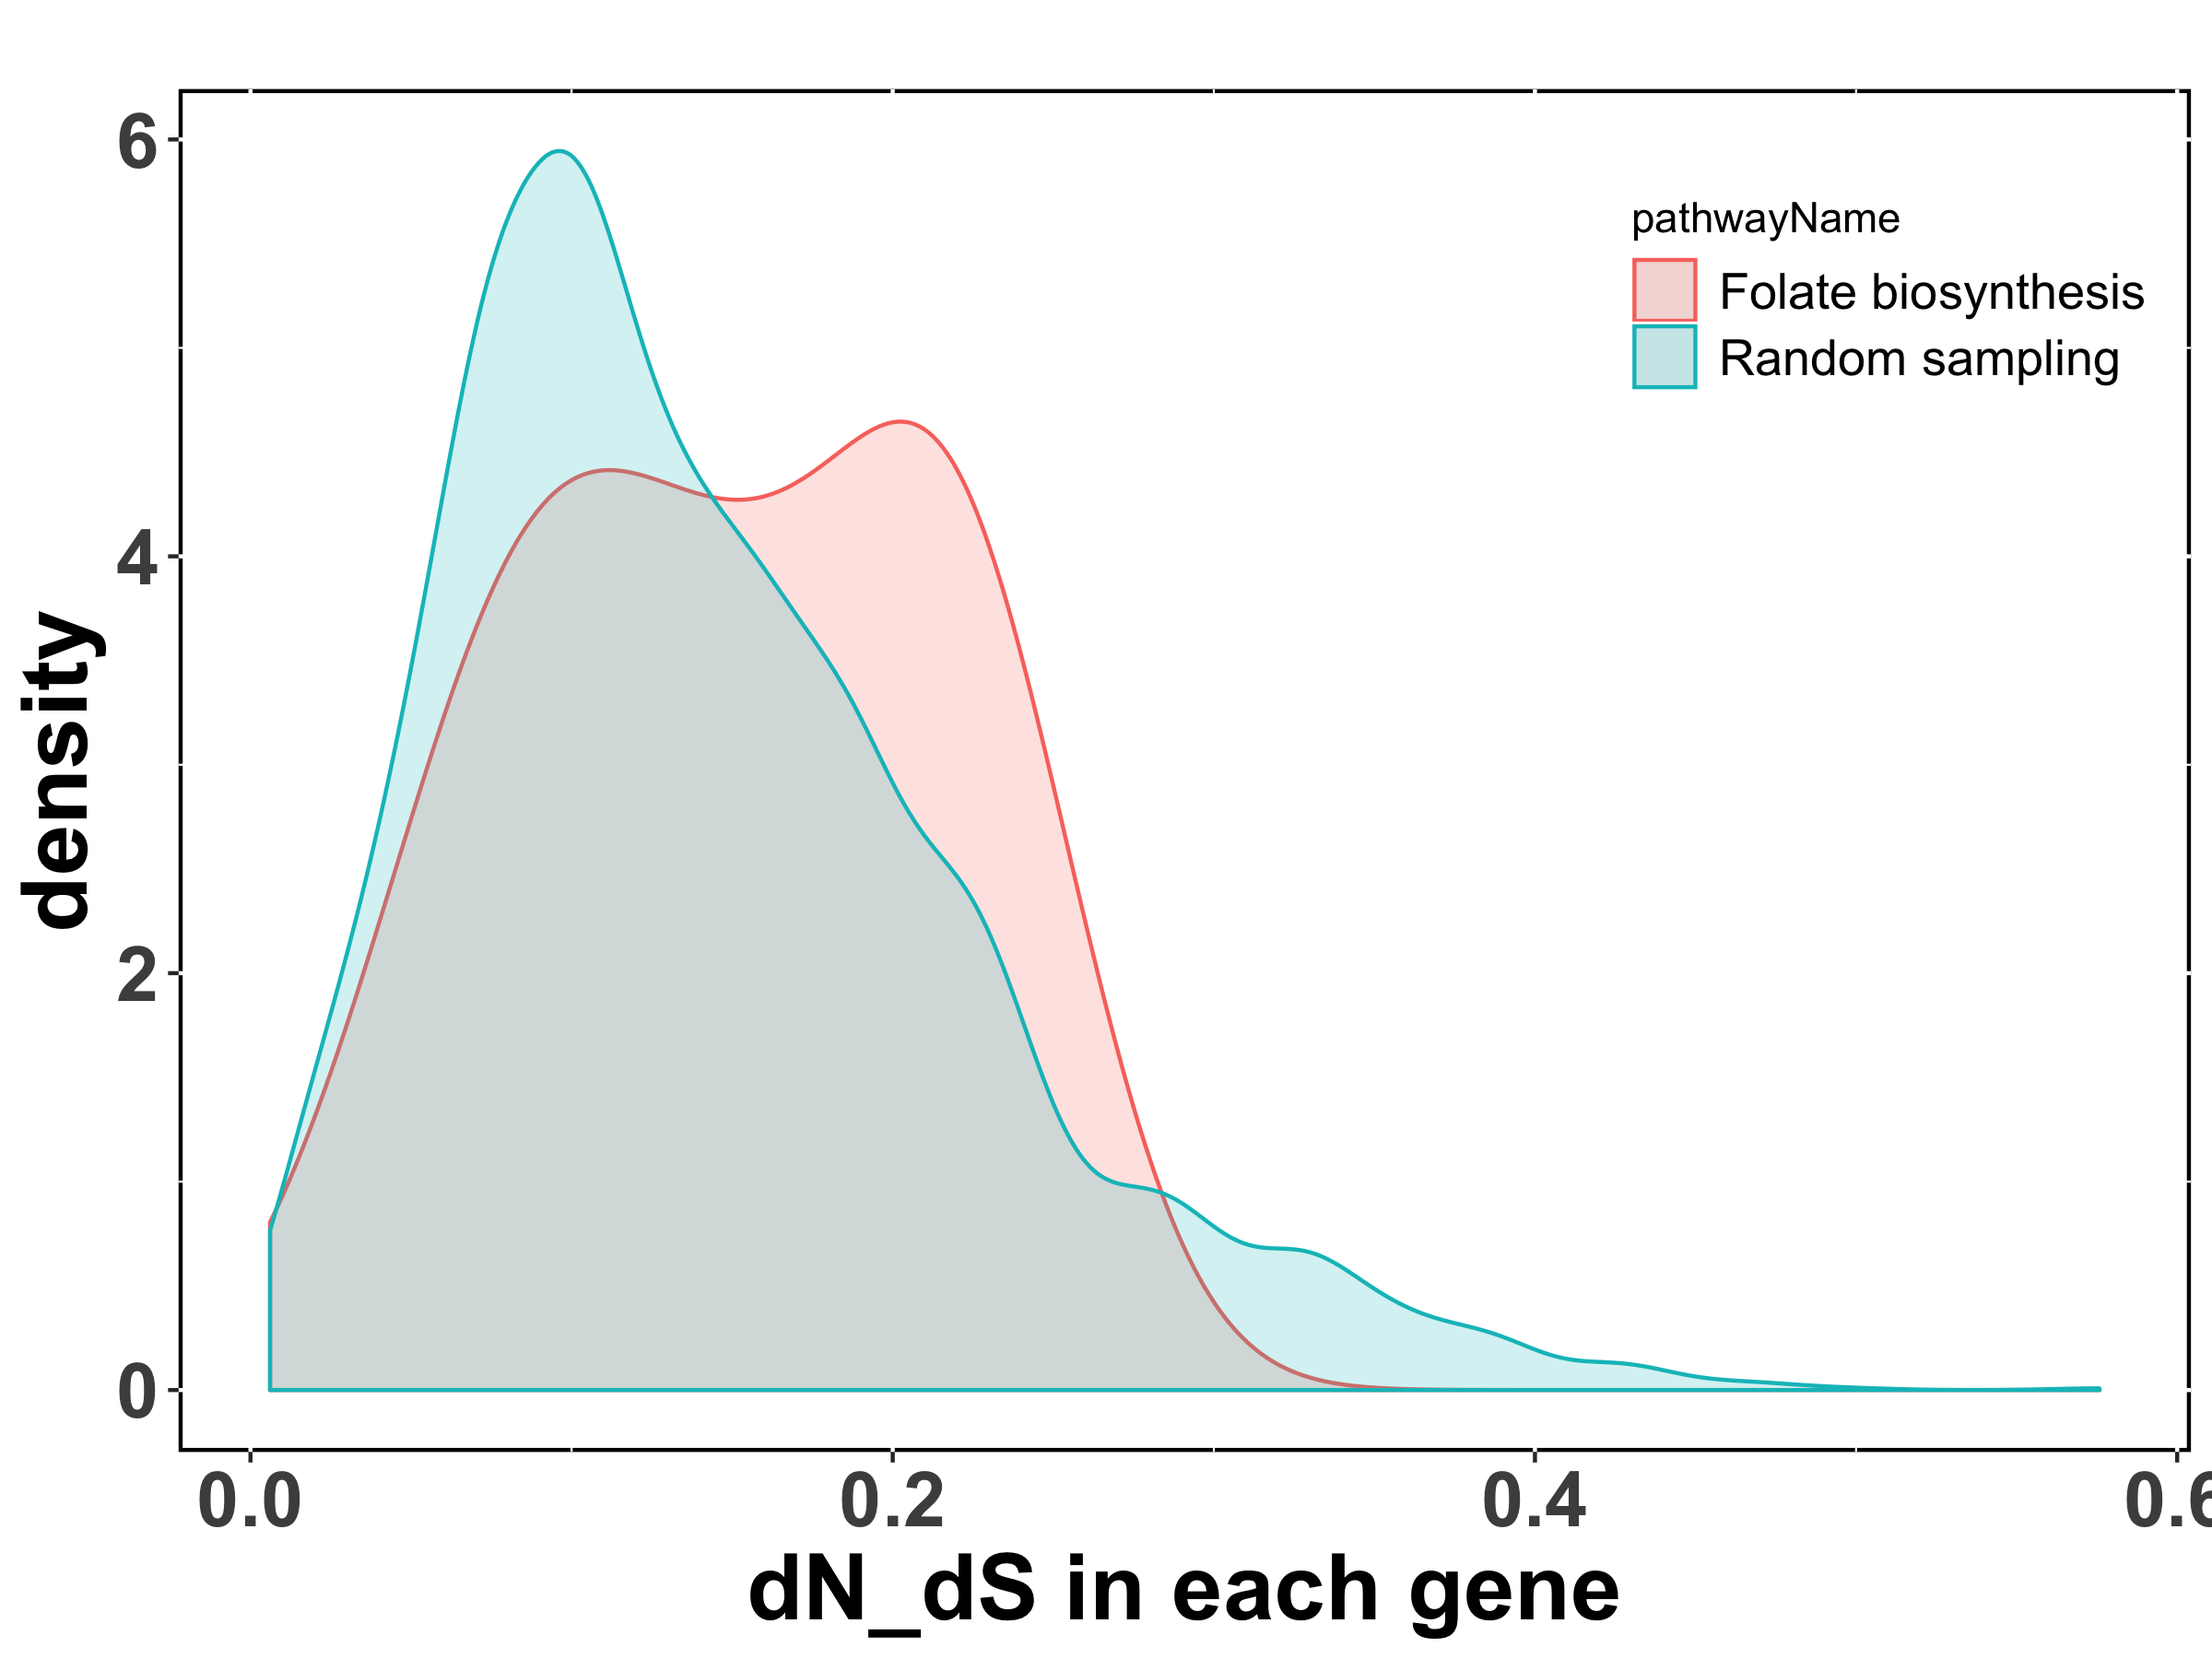 6
4
2
0
density
pathwayName
Folate biosynthesis
Random sampling
0.0 0.2 0.4 0.6
dN_dS in each gene